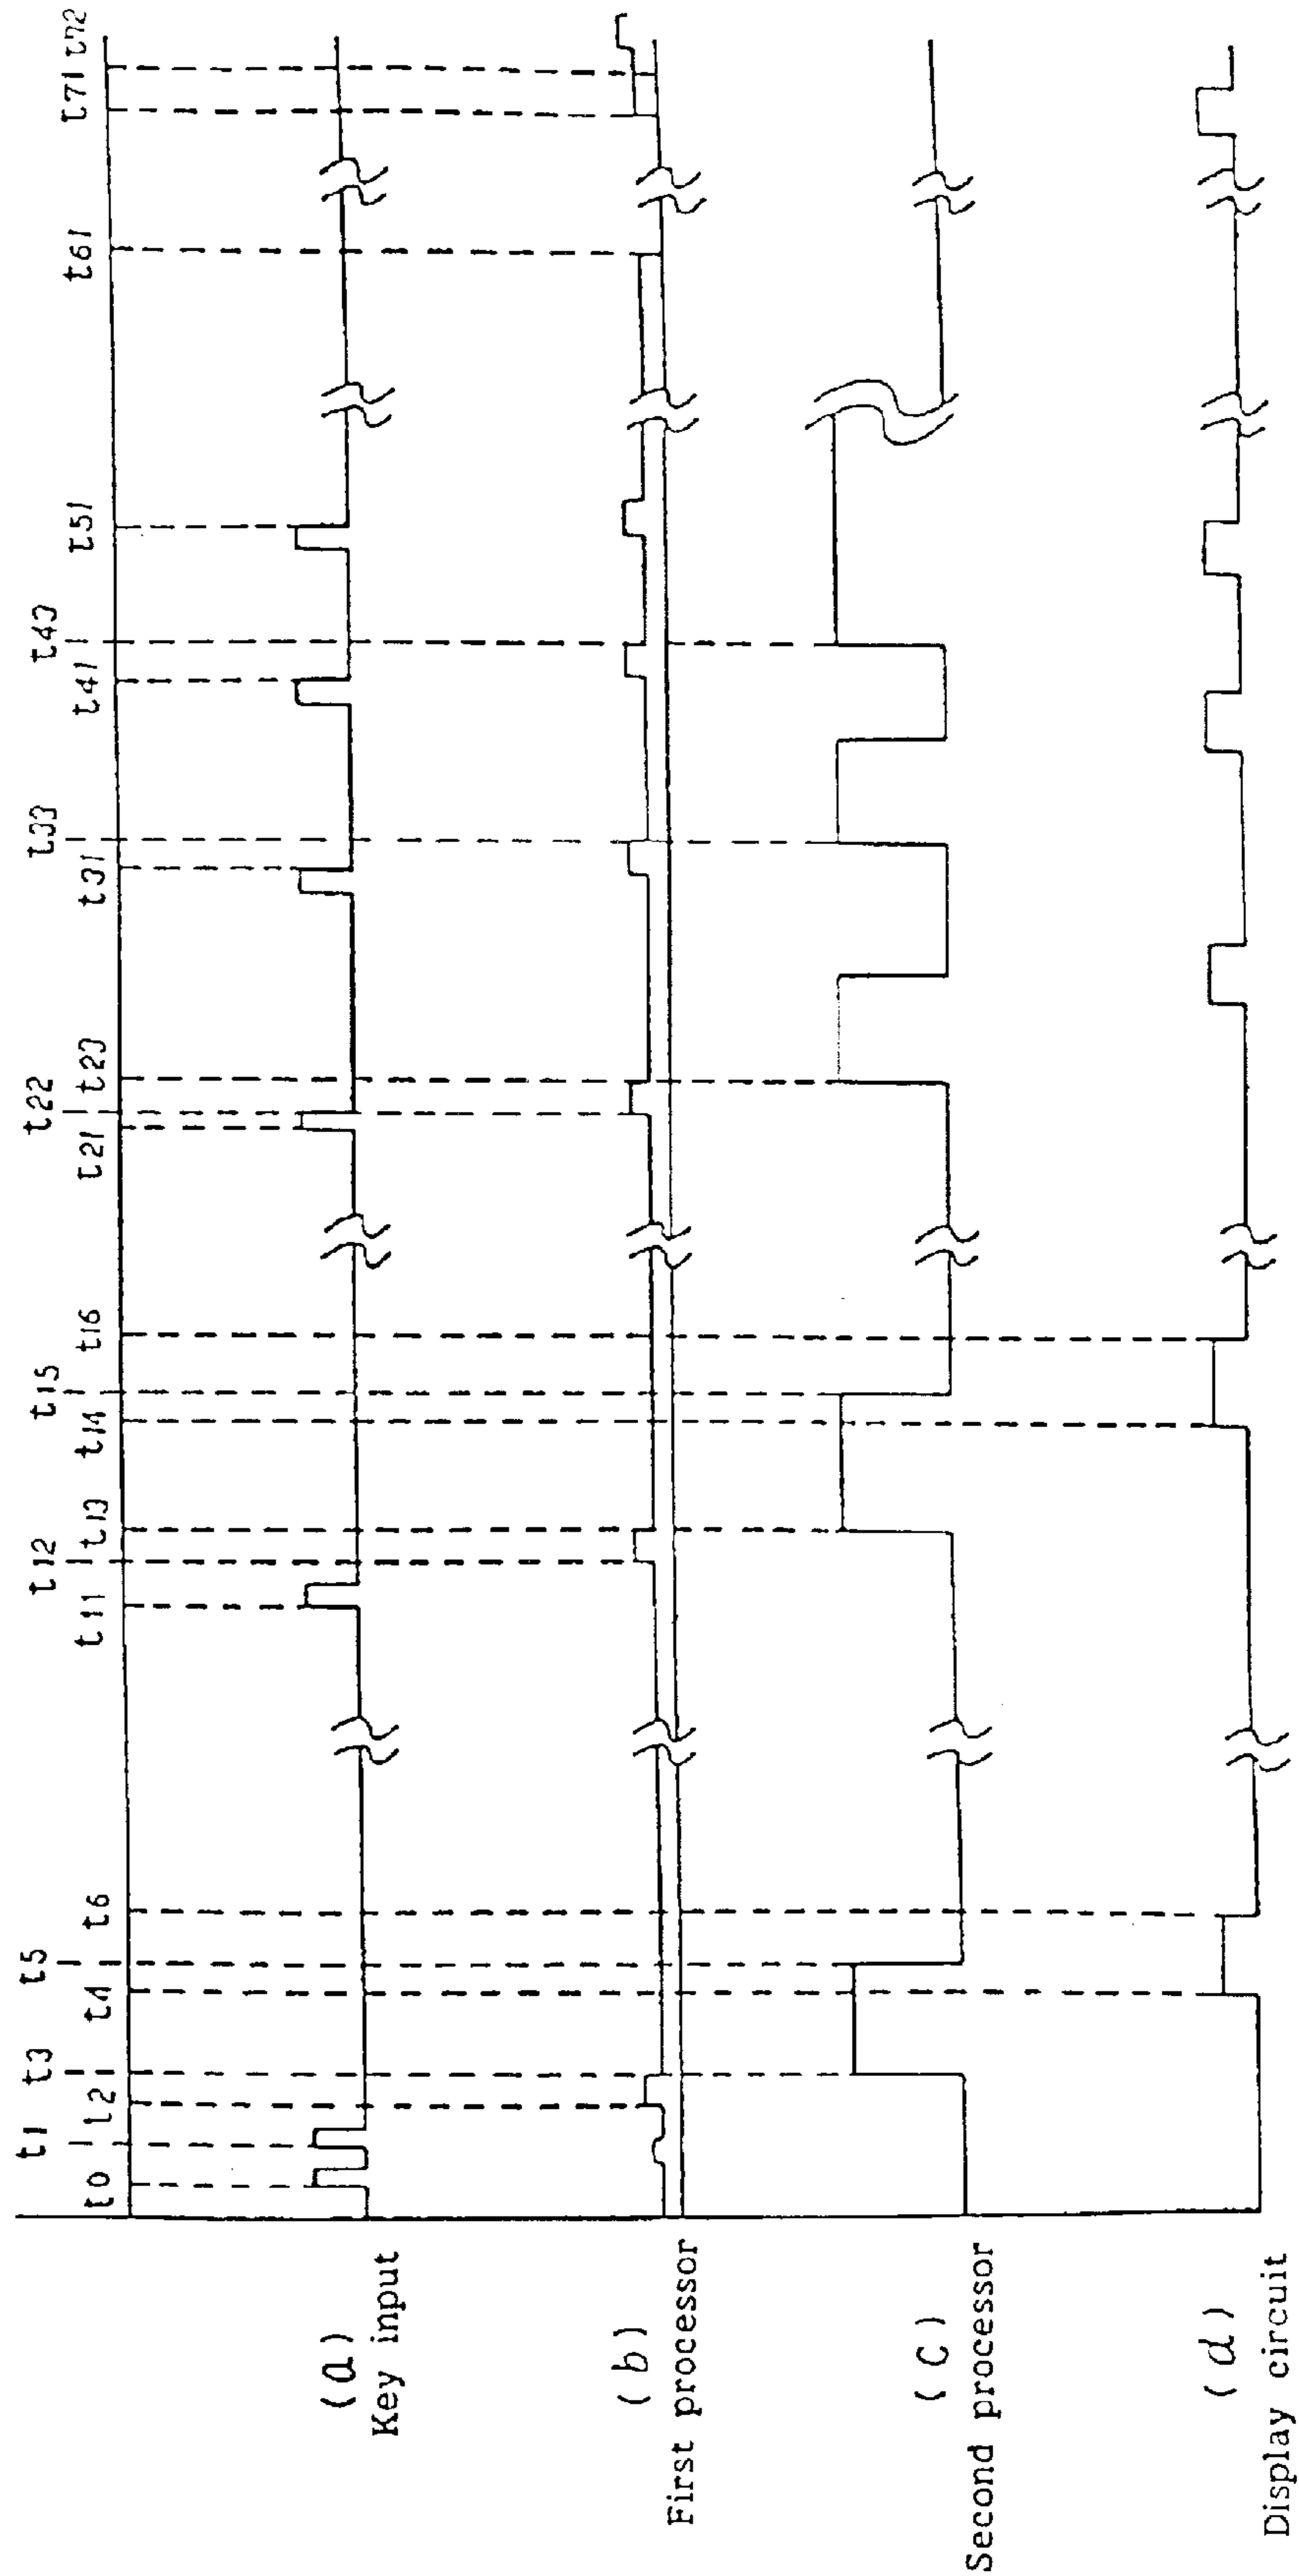 t1 t3 t5 t12 t15 t22 t33 t43
t0 t2 t4 t6 t11 t13 t14 t16 t21 t23 t31 t41 t51 t61 t71 t72
(a)
Key input
(b)
First processor
(c)
Second processor
(d)
Display circuit